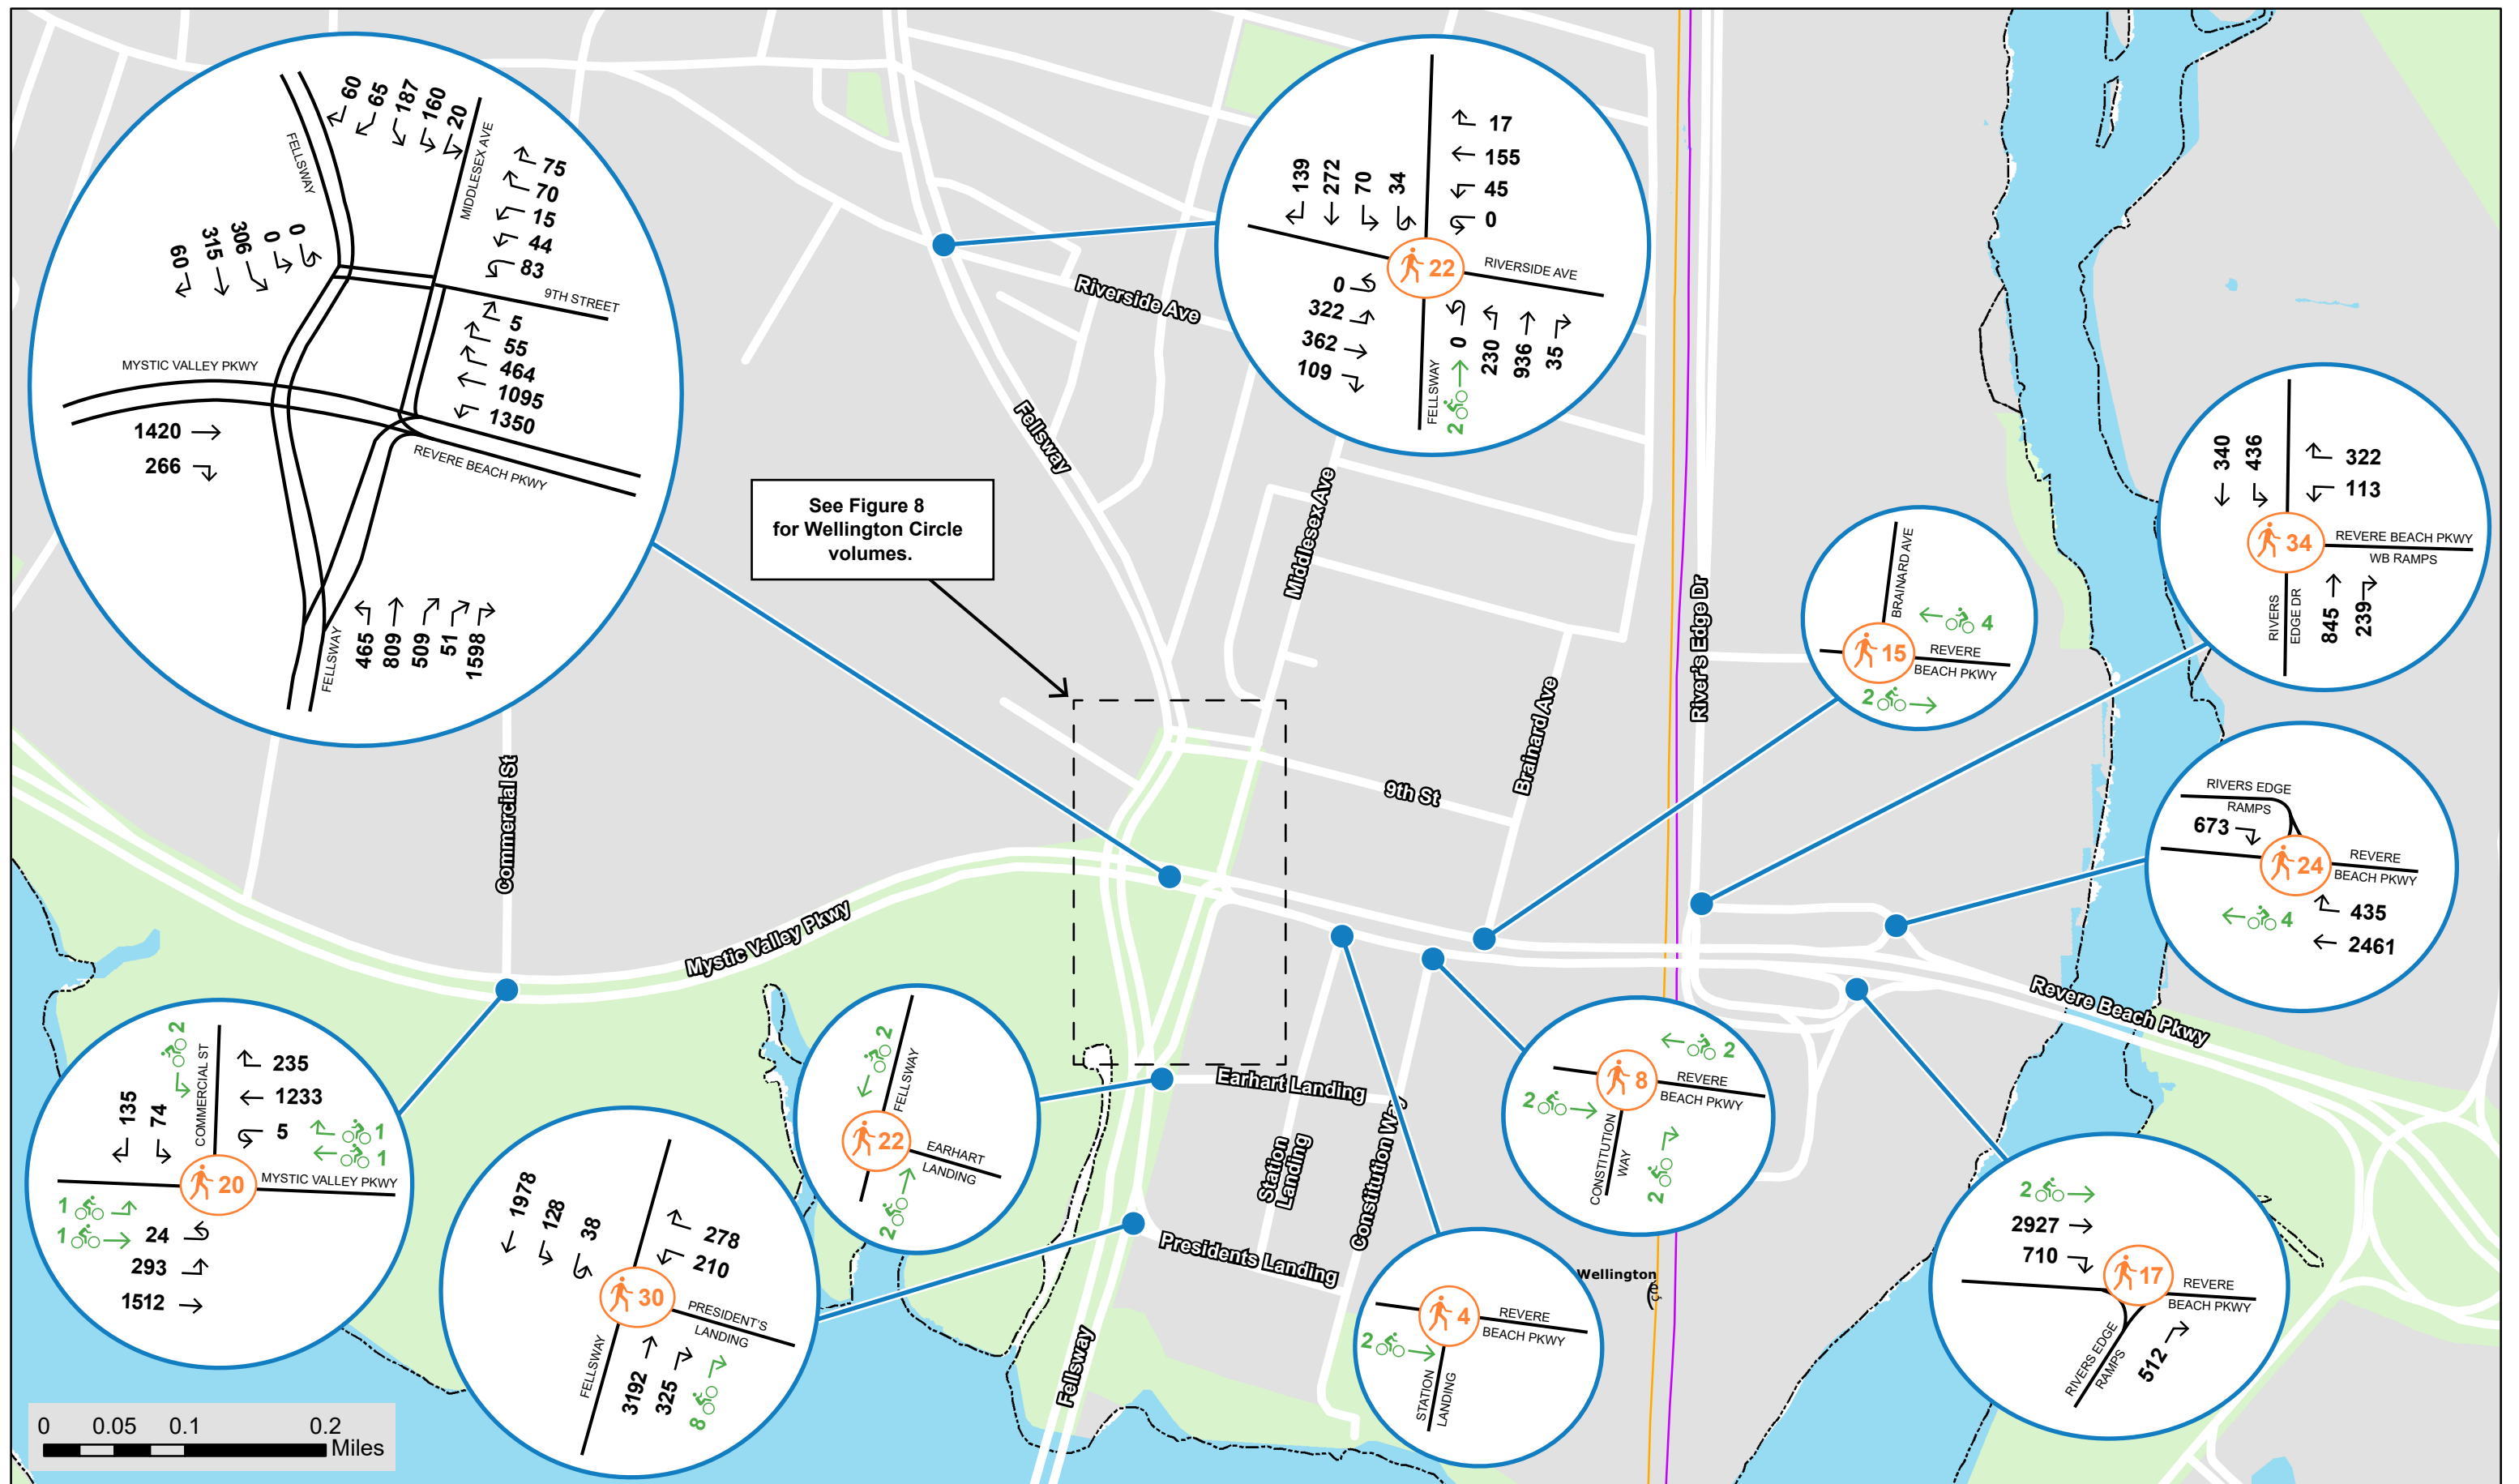 60
65
187
160
20
FELLSWAY
MIDDLESEX AVE
75
70
15
44
83
9TH STREET
60
315
306
0
0
5
55
464
1095
1350
MYSTIC VALLEY PKWY
1420
266
REVERE BEACH PKWY
FELLSWAY
465
809
509
51
1598
139
272
70
34
17
155
45
0
22
RIVERSIDE AVE
0
322
362
109
FELLSWAY
0
230
936
35
2
Riverside Ave
Fellsway
See Figure 8
for Wellington Circle
volumes.
Middlesex Ave
River's Edge Dr
Brainard Ave
9th St
Commercial St
Mystic Valley Pkwy
Revere Beach Pkwy
Earhart Landing
Station
Landing
Constitution Way
Presidents Landing
Fellsway
Wellington
340
436
322
113
34
REVERE BEACH PKWY
WB RAMPS
RIVERS
EDGE DR
845
239
BRAINARD AVE
4
15
REVERE
BEACH PKWY
2
RIVERS EDGE
RAMPS
673
24
REVERE
BEACH PKWY
4
435
2461
2
COMMERCIAL ST
135
74
235
1233
5
1
1
20
MYSTIC VALLEY PKWY
1
1
24
293
1512
2
FELLSWAY
22
EARHART
LANDING
2
1978
128
38
278
210
30
PRESIDENT'S
LANDING
FELLSWAY
3192
325
8
2
8
REVERE
BEACH PKWY
2
CONSTITUTION
WAY
2
4
REVERE
BEACH PKWY
2
STATION
LANDING
2
2927
710
17
REVERE
BEACH PKWY
RIVERS EDGE
RAMPS
512
0 0.05 0.1 0.2
Miles